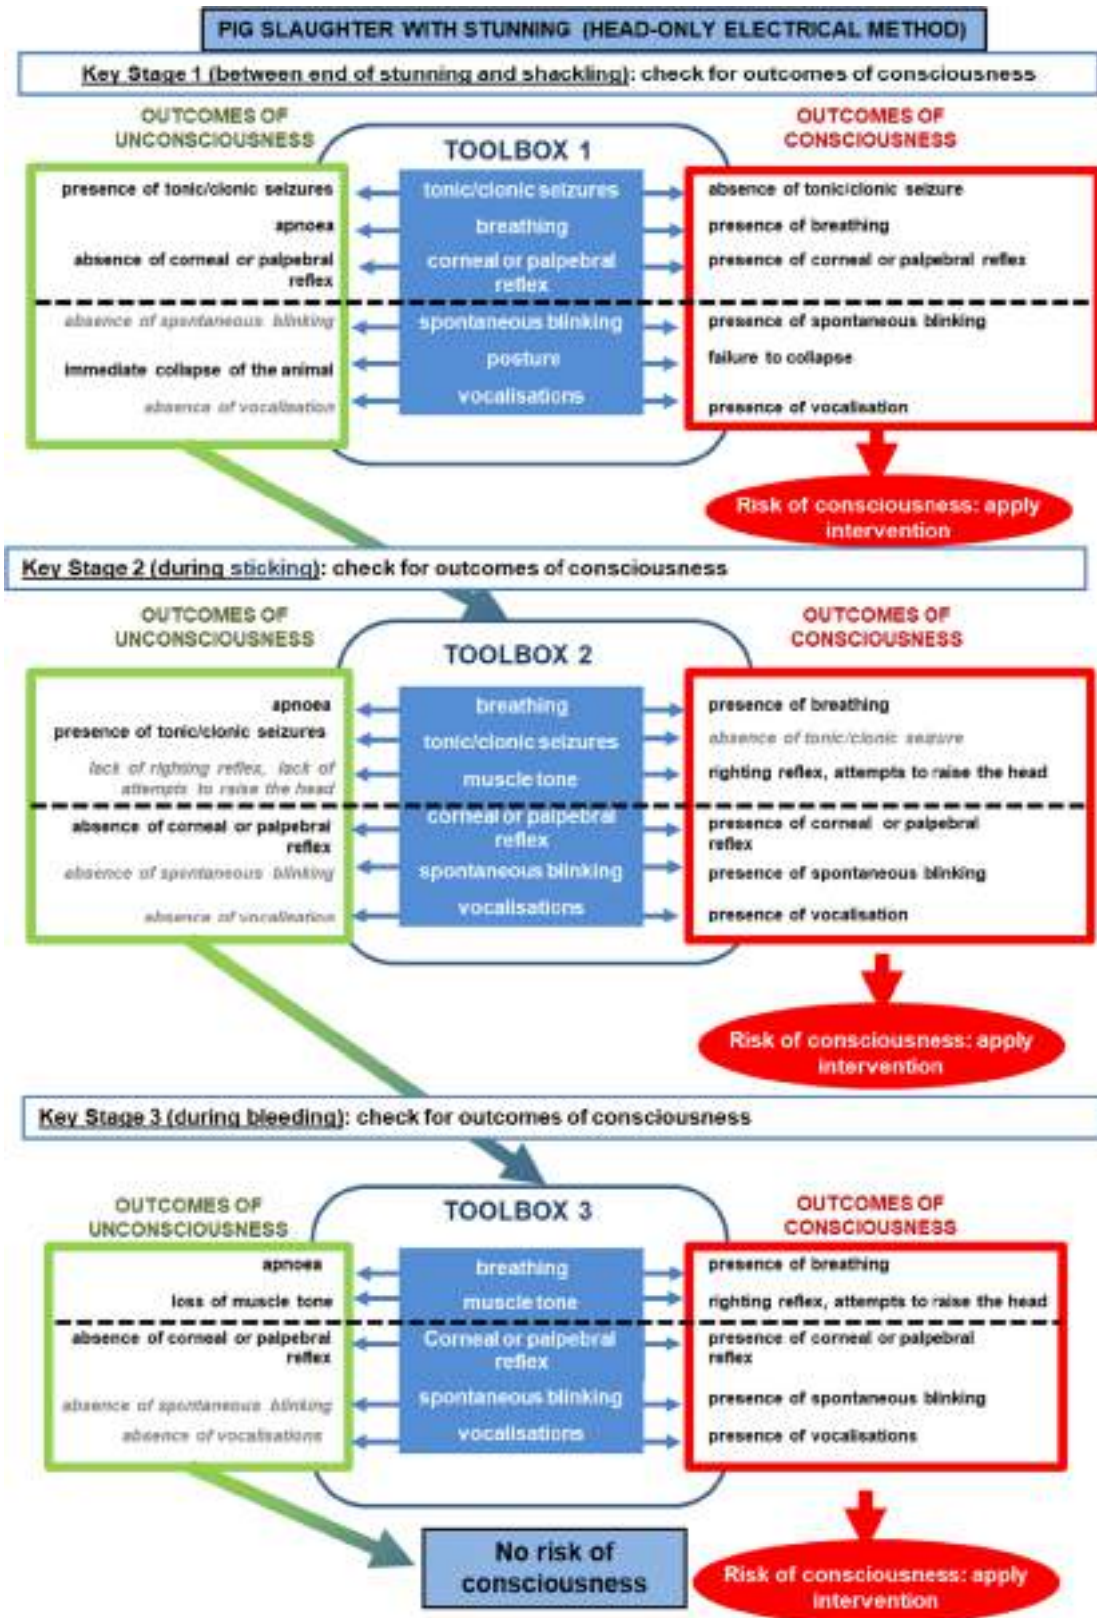 PIG SLAUGHTER WITH STUNNING (HEAD-ONLY ELECTRICAL METHOD)
Key Stage 1 (between end of stunning and shackling): check for outcomes of consciousness
OUTCOMES OF
UNCONSCIOUSNESS
TOOLBOX 1
OUTCOMES OF
CONSCIOUSNESS
presence of tonic/clonic seizures
tonic/clonic seizures
absence of tonic/clonic seizure
apnoea
breathing
presence of breathing
absence of corneal or palpebral
reflex
corneal or palpebral
reflex
presence of corneal or palpebral reflex
absence of spontaneous blinking
spontaneous blinking
presence of spontaneous blinking
immediate collapse of the animal
posture
failure to collapse
absence of vocalisation
vocalisations
presence of vocalisation
Risk of consciousness: apply
intervention
Key Stage 2 (during sticking): check for outcomes of consciousness
OUTCOMES OF
UNCONSCIOUSNESS
TOOLBOX 2
OUTCOMES OF
CONSCIOUSNESS
apnoea
breathing
presence of breathing
presence of tonic/clonic seizures
tonic/clonic seizures
absence of tonic/clonic seizure
lack of righting reflex, lack of
attempts to raise the head
muscle tone
righting reflex, attempts to raise the head
absence of corneal or palpebral
reflex
corneal or palpebral
reflex
presence of corneal or palpebral
reflex
absence of spontaneous blinking
spontaneous blinking
presence of spontaneous blinking
absence of vocalisation
vocalisations
presence of vocalisation
Risk of consciousness: apply
intervention
Key Stage 3 (during bleeding): check for outcomes of consciousness
OUTCOMES OF
UNCONSCIOUSNESS
TOOLBOX 3
OUTCOMES OF
CONSCIOUSNESS
apnoea
breathing
presence of breathing
loss of muscle tone
muscle tone
righting reflex, attempts to raise the head
absence of corneal or palpebral
reflex
Corneal or palpebral
reflex
presence of corneal or palpebral
reflex
absence of spontaneous blinking
spontaneous blinking
presence of spontaneous blinking
absence of vocalisations
vocalisations
presence of vocalisations
No risk of
consciousness
Risk of consciousness: apply
intervention